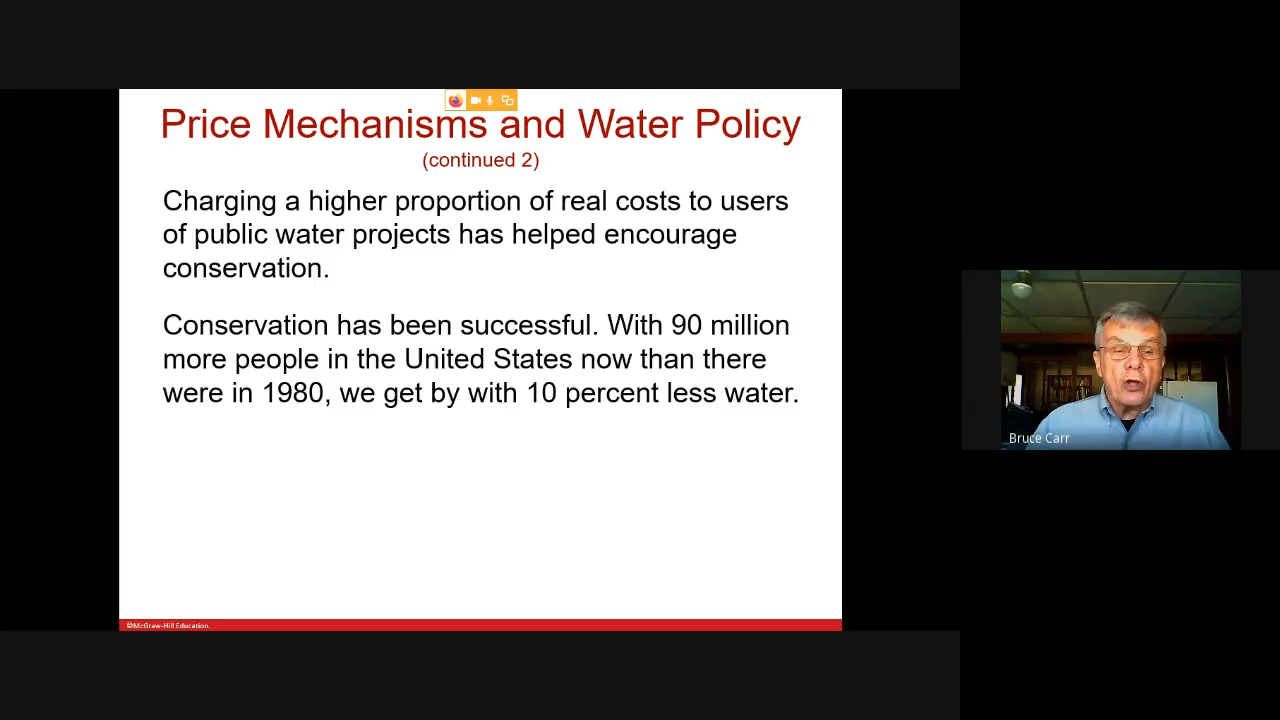 Price Mechanisms and Water Policy
(continued 2)
Charging a higher proportion of real costs to users
of public water projects has helped encourage
conservation.
Conservation has been successful. With 90 million
more people in the United States now than there
were in 1980, we get by with 10 percent less water.
©McGraw-Hill Education.
Bruce Carr